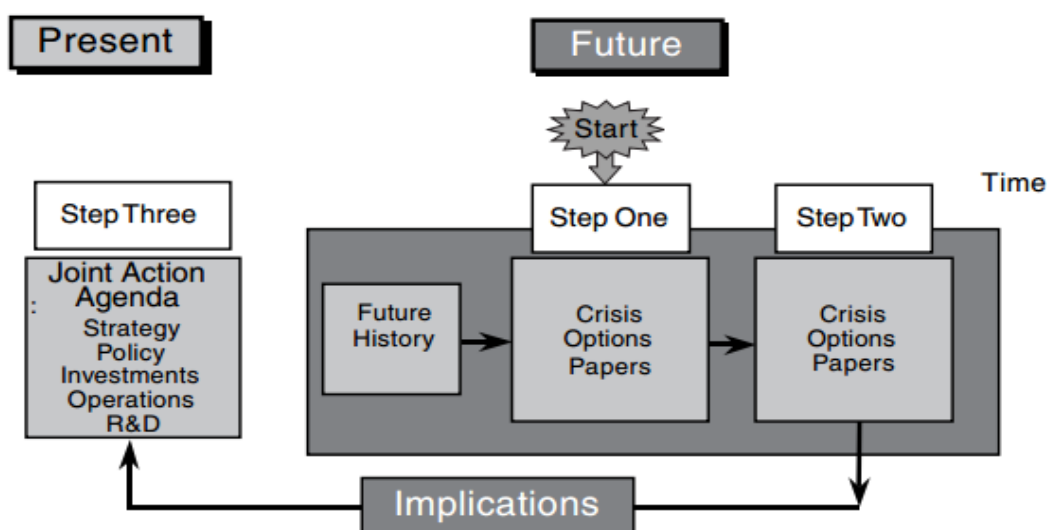 Present
Future
Start
Time
Step Three
Step One
Step Two
Joint Action
Agenda
:
Strategy
Policy
Investments
Operations
R&D
Future
History
Crisis
Options
Papers
Crisis
Options
Papers
Implications